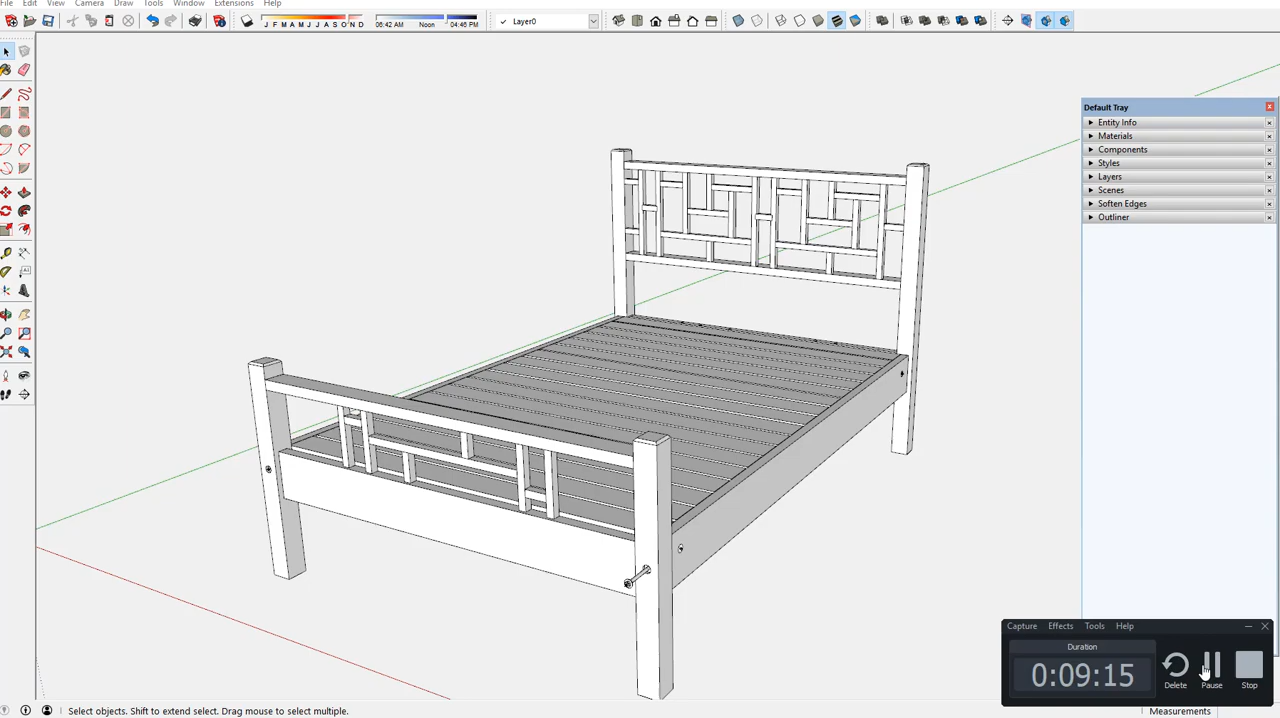 File Edit View Camera Draw Tools Window Extensions Help
J F M A M J J A S O N D
06:42 AM Noon 04:46 PM
Layer0
Default Tray
Entity Info
Materials
Components
Styles
Layers
Scenes
Soften Edges
Outliner
Capture Effects Tools Help
Duration
0:09:15
Delete Pause Stop
Select objects. Shift to extend select. Drag mouse to select multiple.
Measurements